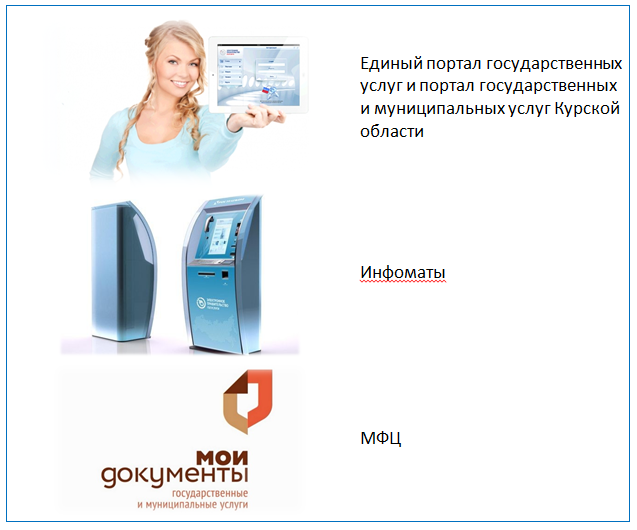 Единый портал государственных
услуг и портал государственных
и муниципальных услуг Курской
области
Инфоматы
МФЦ
мои
документы
государственные
и муниципальные услуги